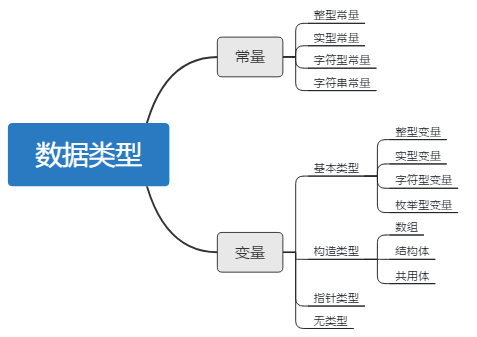 数据类型
常量
整型常量
实型常量
字符型常量
字符串常量
变量
基本类型
整型变量
实型变量
字符型变量
枚举型变量
构造类型
数组
结构体
共用体
指针类型
无类型